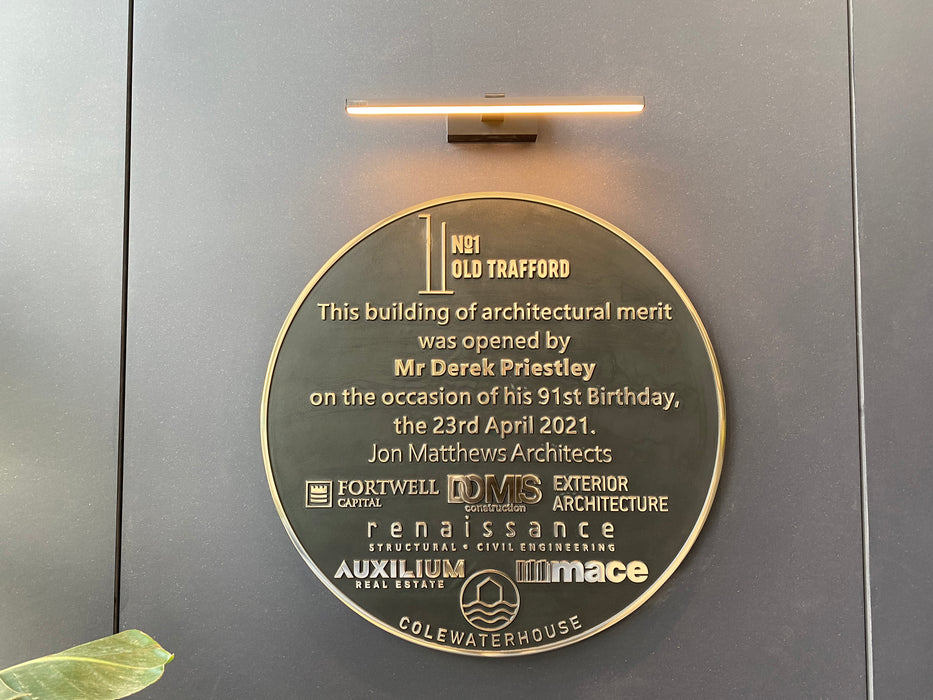 1
Nº1
OLD TRAFFORD
This building of architectural merit
was opened by
Mr Derek Priestley
on the occasion of his 91st Birthday,
the 23rd April 2021.
Jon Matthews Architects
FORTWELL
CAPITAL
DOMIS
construction
EXTERIOR
ARCHITECTURE
renaissance
STRUCTURAL • CIVIL ENGINEERING
AUXILIUM
REAL ESTATE
mace
COLEWATERHOUSE